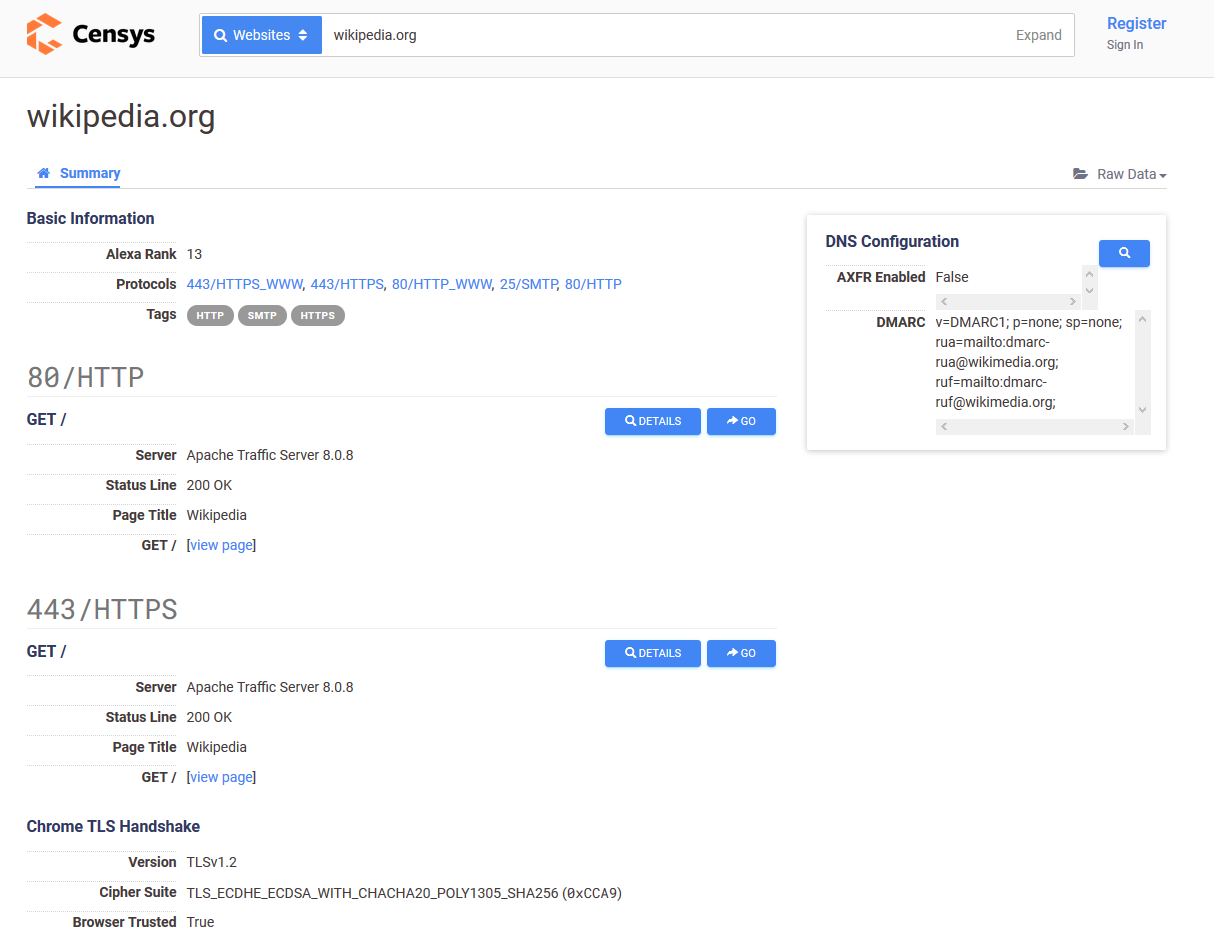 Censys
Websites
wikipedia.org
Expand
Register
Sign In
wikipedia.org
Summary
Raw Data
Basic Information
Alexa Rank 13
Protocols 443/HTTPS_WWW, 443/HTTPS, 80/HTTP_WWW, 25/SMTP, 80/HTTP
Tags HTTP SMTP HTTPS
DNS Configuration
AXFR Enabled False
DMARC v=DMARC1; p=none; sp=none;
rua=mailto:dmarc-
rua@wikimedia.org;
ruf=mailto:dmarc-
ruf@wikimedia.org;
80/HTTP
GET /
DETAILS
GO
Server Apache Traffic Server 8.0.8
Status Line 200 OK
Page Title Wikipedia
GET / [view page]
443/HTTPS
GET /
DETAILS
GO
Server Apache Traffic Server 8.0.8
Status Line 200 OK
Page Title Wikipedia
GET / [view page]
Chrome TLS Handshake
Version TLSv1.2
Cipher Suite TLS_ECDHE_ECDSA_WITH_CHACHA20_POLY1305_SHA256 (0xCCA9)
Browser Trusted True